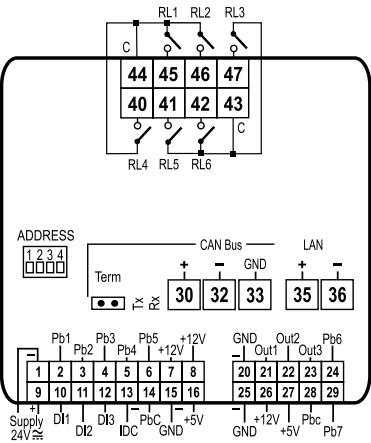 RL1 RL2 RL3
C
44 45 46 47
40 41 42 43
C
RL4 RL5 RL6
ADDRESS
1 2 3 4
CAN Bus LAN
Term + − GND + −
Tx Rx 30 32 33 35 36
Pb1 Pb3 Pb5 +12V GND Out2 Pb6
Pb2 Pb4 +12V Out1 Out3
− −
1 2 3 4 5 6 7 8 20 21 22 23 24
9 10 11 12 13 14 15 16 25 26 27 28 29
+ − − −
Supply DI1 DI3 PbC +5V +12V Pbc
24V≂ DI2 IDC GND GND +5V Pb7